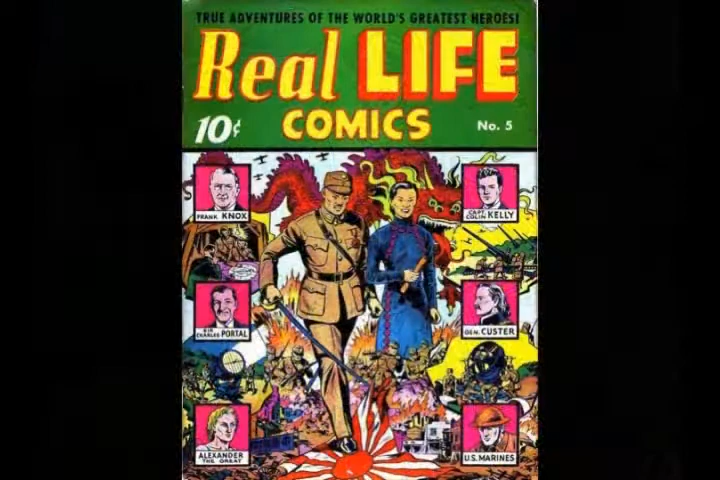 TRUE ADVENTURES OF THE WORLD'S GREATEST HEROES!
Real LIFE
COMICS
10¢
No. 5
FRANK KNOX
CAPT. COLIN KELLY
SIR CHARLES PORTAL
GEN. CUSTER
ALEXANDER
THE GREAT
U.S. MARINES